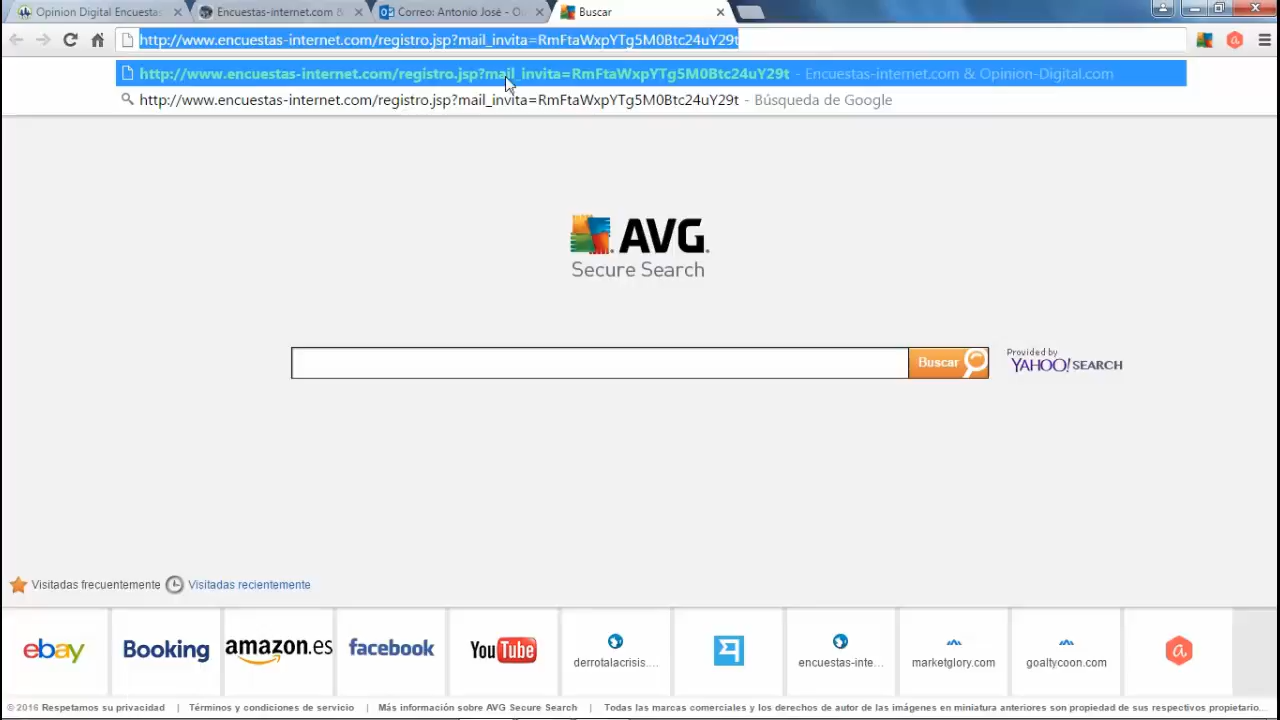 Opinion Digital Encuesta
Encuestas-internet.com &
Correo: Antonio José - O
Buscar
http://www.encuestas-internet.com/registro.jsp?mail_invita=RmFtaWxpYTg5M0Btc24uY29t
http://www.encuestas-internet.com/registro.jsp?mail_invita=RmFtaWxpYTg5M0Btc24uY29t - Encuestas-internet.com & Opinion-Digital.com
http://www.encuestas-internet.com/registro.jsp?mail_invita=RmFtaWxpYTg5M0Btc24uY29t - Búsqueda de Google
AVG
Secure Search
Buscar
Provided by
YAHOO! SEARCH
Visitadas frecuentemente
Visitadas recientemente
ebay
Booking
amazon.es
facebook
YouTube
derrotalacrisis....
encuestas-inte...
marketglory.com
goaltycoon.com
a
© 2016 Respetamos su privacidad | Términos y condiciones de servicio | Más información sobre AVG Secure Search | Todas las marcas comerciales y los derechos de autor de las imágenes en miniatura anteriores son propiedad de sus respectivos propietario...